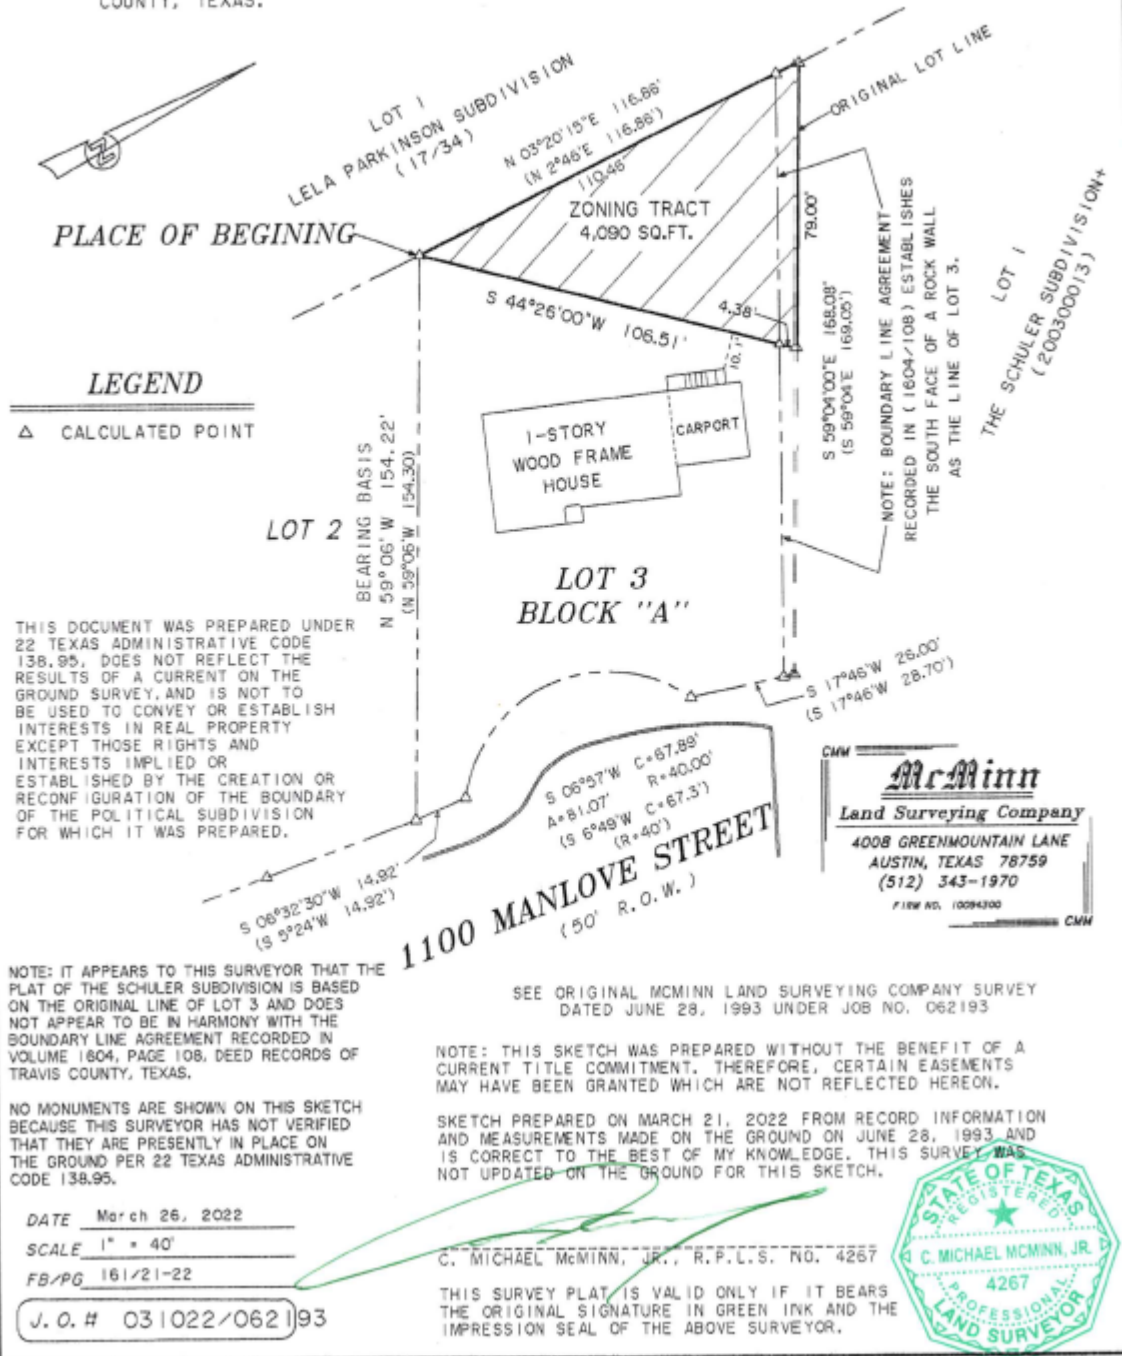 COUNTY, TEXAS.
LOT 1
LELA PARKINSON SUBDIVISION
(17/34)
N 03°20'15"E 116.86'
(N 2°46'E 116.86')
110.46'
ORIGINAL LOT LINE
PLACE OF BEGINING
ZONING TRACT
4,090 SQ.FT.
79.00'
S 44°26'00"W 106.51'
4.38'
S 59°04'00"E 168.08'
(S 59°04'E 169.05')
NOTE: BOUNDARY LINE AGREEMENT
RECORDED IN (1604/108) ESTABLISHES
THE SOUTH FACE OF A ROCK WALL
AS THE LINE OF LOT 3.
LOT 1
THE SCHULER SUBDIVISION+
(200300013)
LEGEND
△ CALCULATED POINT
1-STORY
WOOD FRAME
HOUSE
CARPORT
LOT 2
BEARING BASIS
N 59°06' W 154.22'
(N 59°06'W 154.30)
LOT 3
BLOCK "A"
THIS DOCUMENT WAS PREPARED UNDER
22 TEXAS ADMINISTRATIVE CODE
138.95, DOES NOT REFLECT THE
RESULTS OF A CURRENT ON THE
GROUND SURVEY, AND IS NOT TO
BE USED TO CONVEY OR ESTABLISH
INTERESTS IN REAL PROPERTY
EXCEPT THOSE RIGHTS AND
INTERESTS IMPLIED OR
ESTABLISHED BY THE CREATION OR
RECONFIGURATION OF THE BOUNDARY
OF THE POLITICAL SUBDIVISION
FOR WHICH IT WAS PREPARED.
S 17°46'W 26.00'
(S 17°46'W 28.70')
S 06°57'W C=67.89'
A=81.07' R=40.00'
(S 6°49'W C=67.3')
(R=40')
S 06°32'30"W 14.92'
(S 5°24'W 14.92')
1100 MANLOVE STREET
(50' R.O.W.)
CMM
McMinn
Land Surveying Company
4008 GREENMOUNTAIN LANE
AUSTIN, TEXAS 78759
(512) 343-1970
FIRM NO. 10094300
CMM
NOTE: IT APPEARS TO THIS SURVEYOR THAT THE
PLAT OF THE SCHULER SUBDIVISION IS BASED
ON THE ORIGINAL LINE OF LOT 3 AND DOES
NOT APPEAR TO BE IN HARMONY WITH THE
BOUNDARY LINE AGREEMENT RECORDED IN
VOLUME 1604, PAGE 108, DEED RECORDS OF
TRAVIS COUNTY, TEXAS.
NO MONUMENTS ARE SHOWN ON THIS SKETCH
BECAUSE THIS SURVEYOR HAS NOT VERIFIED
THAT THEY ARE PRESENTLY IN PLACE ON
THE GROUND PER 22 TEXAS ADMINISTRATIVE
CODE 138.95.
SEE ORIGINAL MCMINN LAND SURVEYING COMPANY SURVEY
DATED JUNE 28, 1993 UNDER JOB NO. 062193
NOTE: THIS SKETCH WAS PREPARED WITHOUT THE BENEFIT OF A
CURRENT TITLE COMMITMENT. THEREFORE, CERTAIN EASEMENTS
MAY HAVE BEEN GRANTED WHICH ARE NOT REFLECTED HEREON.
SKETCH PREPARED ON MARCH 21, 2022 FROM RECORD INFORMATION
AND MEASUREMENTS MADE ON THE GROUND ON JUNE 28, 1993 AND
IS CORRECT TO THE BEST OF MY KNOWLEDGE. THIS SURVEY WAS
NOT UPDATED ON THE GROUND FOR THIS SKETCH.
DATE March 26, 2022
SCALE 1" = 40'
FB/PG 161/21-22
J.O.# 031022/062193
C. MICHAEL McMINN, JR., R.P.L.S. NO. 4267
THIS SURVEY PLAT IS VALID ONLY IF IT BEARS
THE ORIGINAL SIGNATURE IN GREEN INK AND THE
IMPRESSION SEAL OF THE ABOVE SURVEYOR.
STATE OF TEXAS
REGISTERED
C. MICHAEL MCMINN, JR.
4267
PROFESSIONAL
LAND SURVEYOR